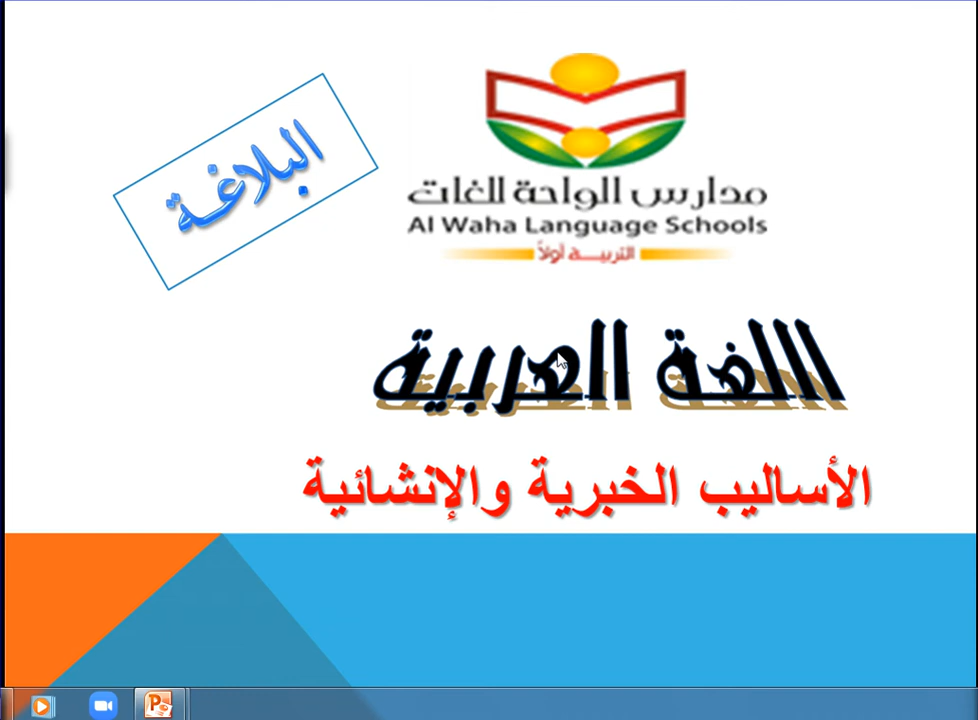 البلاغة
مدارس الواحة للغات
Al Waha Language Schools
التربية أولاً
اللغة العربية
الأساليب الخبرية والإنشائية